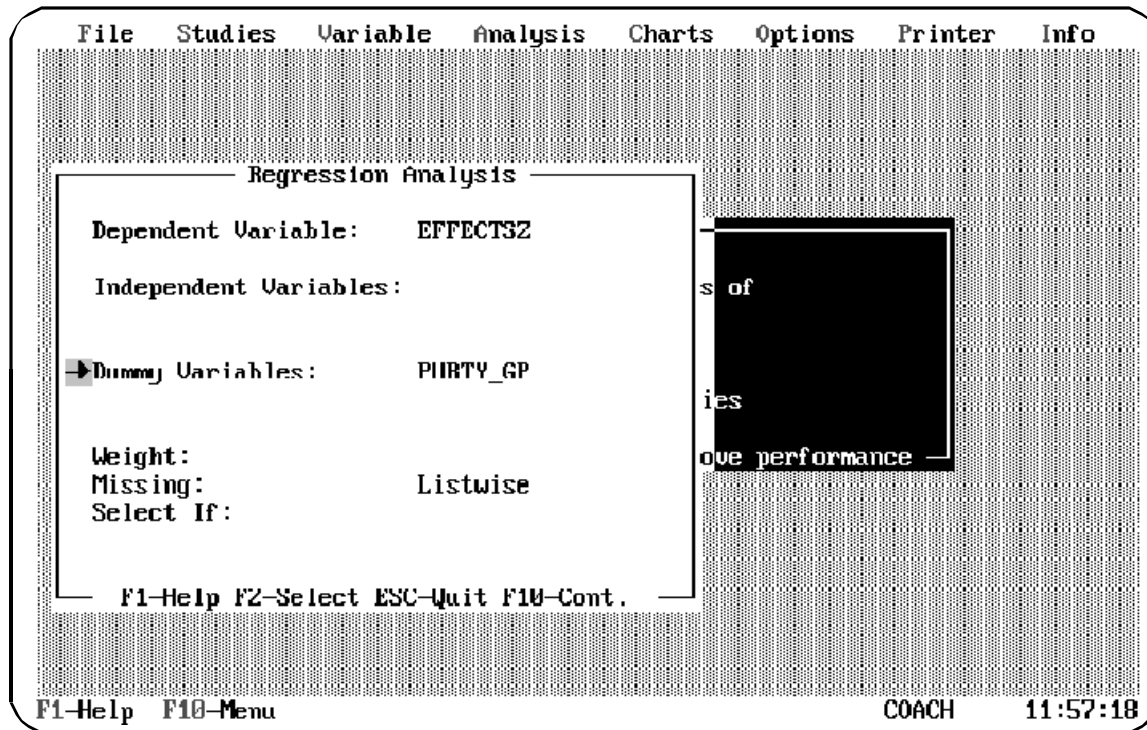 File Studies Variable Analysis Charts Options Printer Info
Regression Analysis
Dependent Variable: EFFECTSZ
Independent Variables:
s of
Dummy Variables: PURTY_GP
ies
Weight:
ove performance
Missing: Listwise
Select If:
F1-Help F2-Select ESC-Quit F10-Cont.
F1-Help F10-Menu COACH 11:57:18